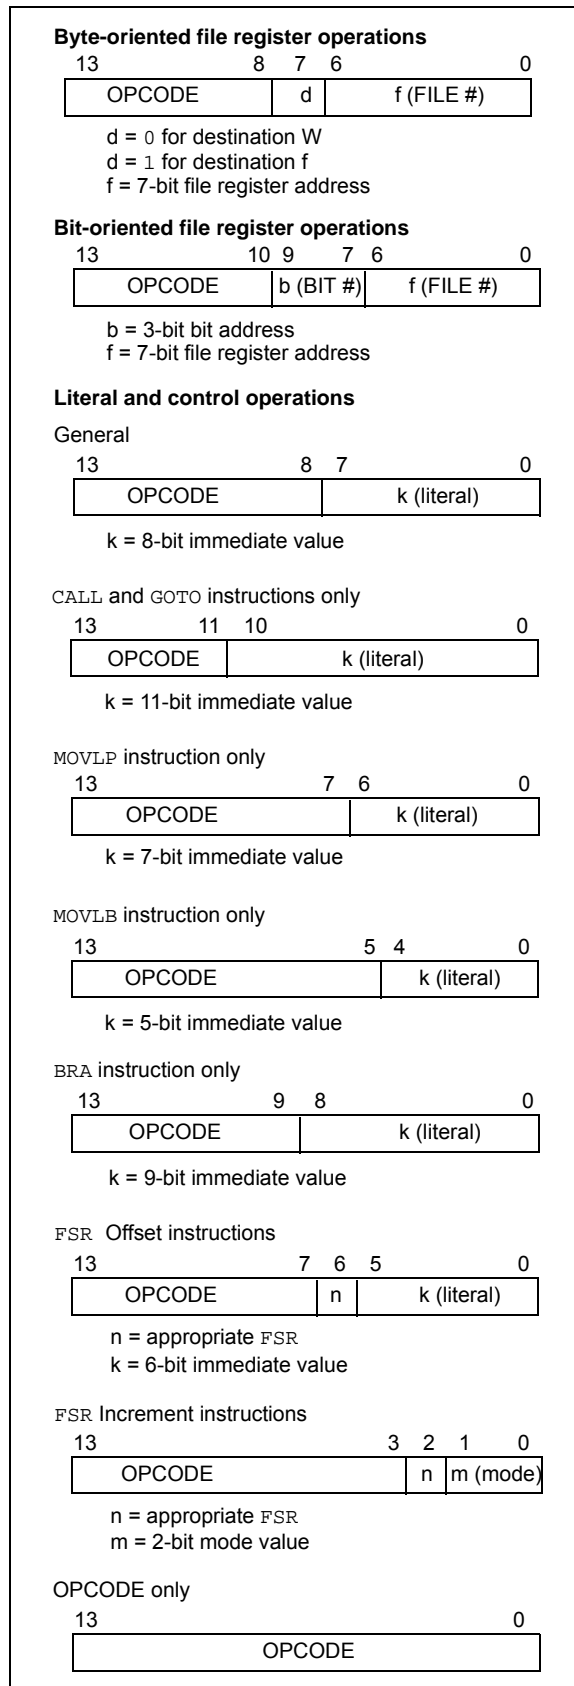 Byte-oriented file register operations
13 8 7 6 0
OPCODE d f (FILE #)
d = 0 for destination W
d = 1 for destination f
f = 7-bit file register address
Bit-oriented file register operations
13 10 9 7 6 0
OPCODE b (BIT #) f (FILE #)
b = 3-bit bit address
f = 7-bit file register address
Literal and control operations
General
13 8 7 0
OPCODE k (literal)
k = 8-bit immediate value
CALL and GOTO instructions only
13 11 10 0
OPCODE k (literal)
k = 11-bit immediate value
MOVLP instruction only
13 7 6 0
OPCODE k (literal)
k = 7-bit immediate value
MOVLB instruction only
13 5 4 0
OPCODE k (literal)
k = 5-bit immediate value
BRA instruction only
13 9 8 0
OPCODE k (literal)
k = 9-bit immediate value
FSR Offset instructions
13 7 6 5 0
OPCODE n k (literal)
n = appropriate FSR
k = 6-bit immediate value
FSR Increment instructions
13 3 2 1 0
OPCODE n m (mode)
n = appropriate FSR
m = 2-bit mode value
OPCODE only
13 0
OPCODE